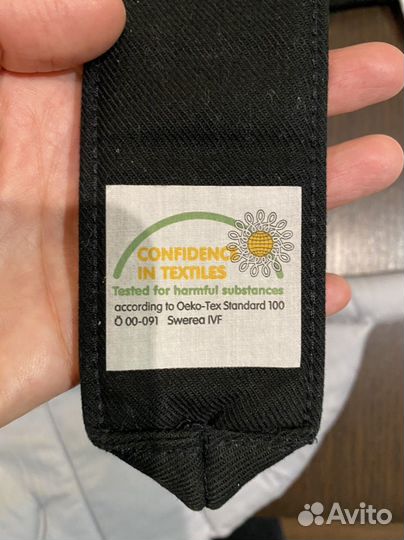 CONFIDENCE
IN TEXTILES
Tested for harmful substances
according to Oeko-Tex Standard 100
Ö 00-091 Swerea IVF
Avito